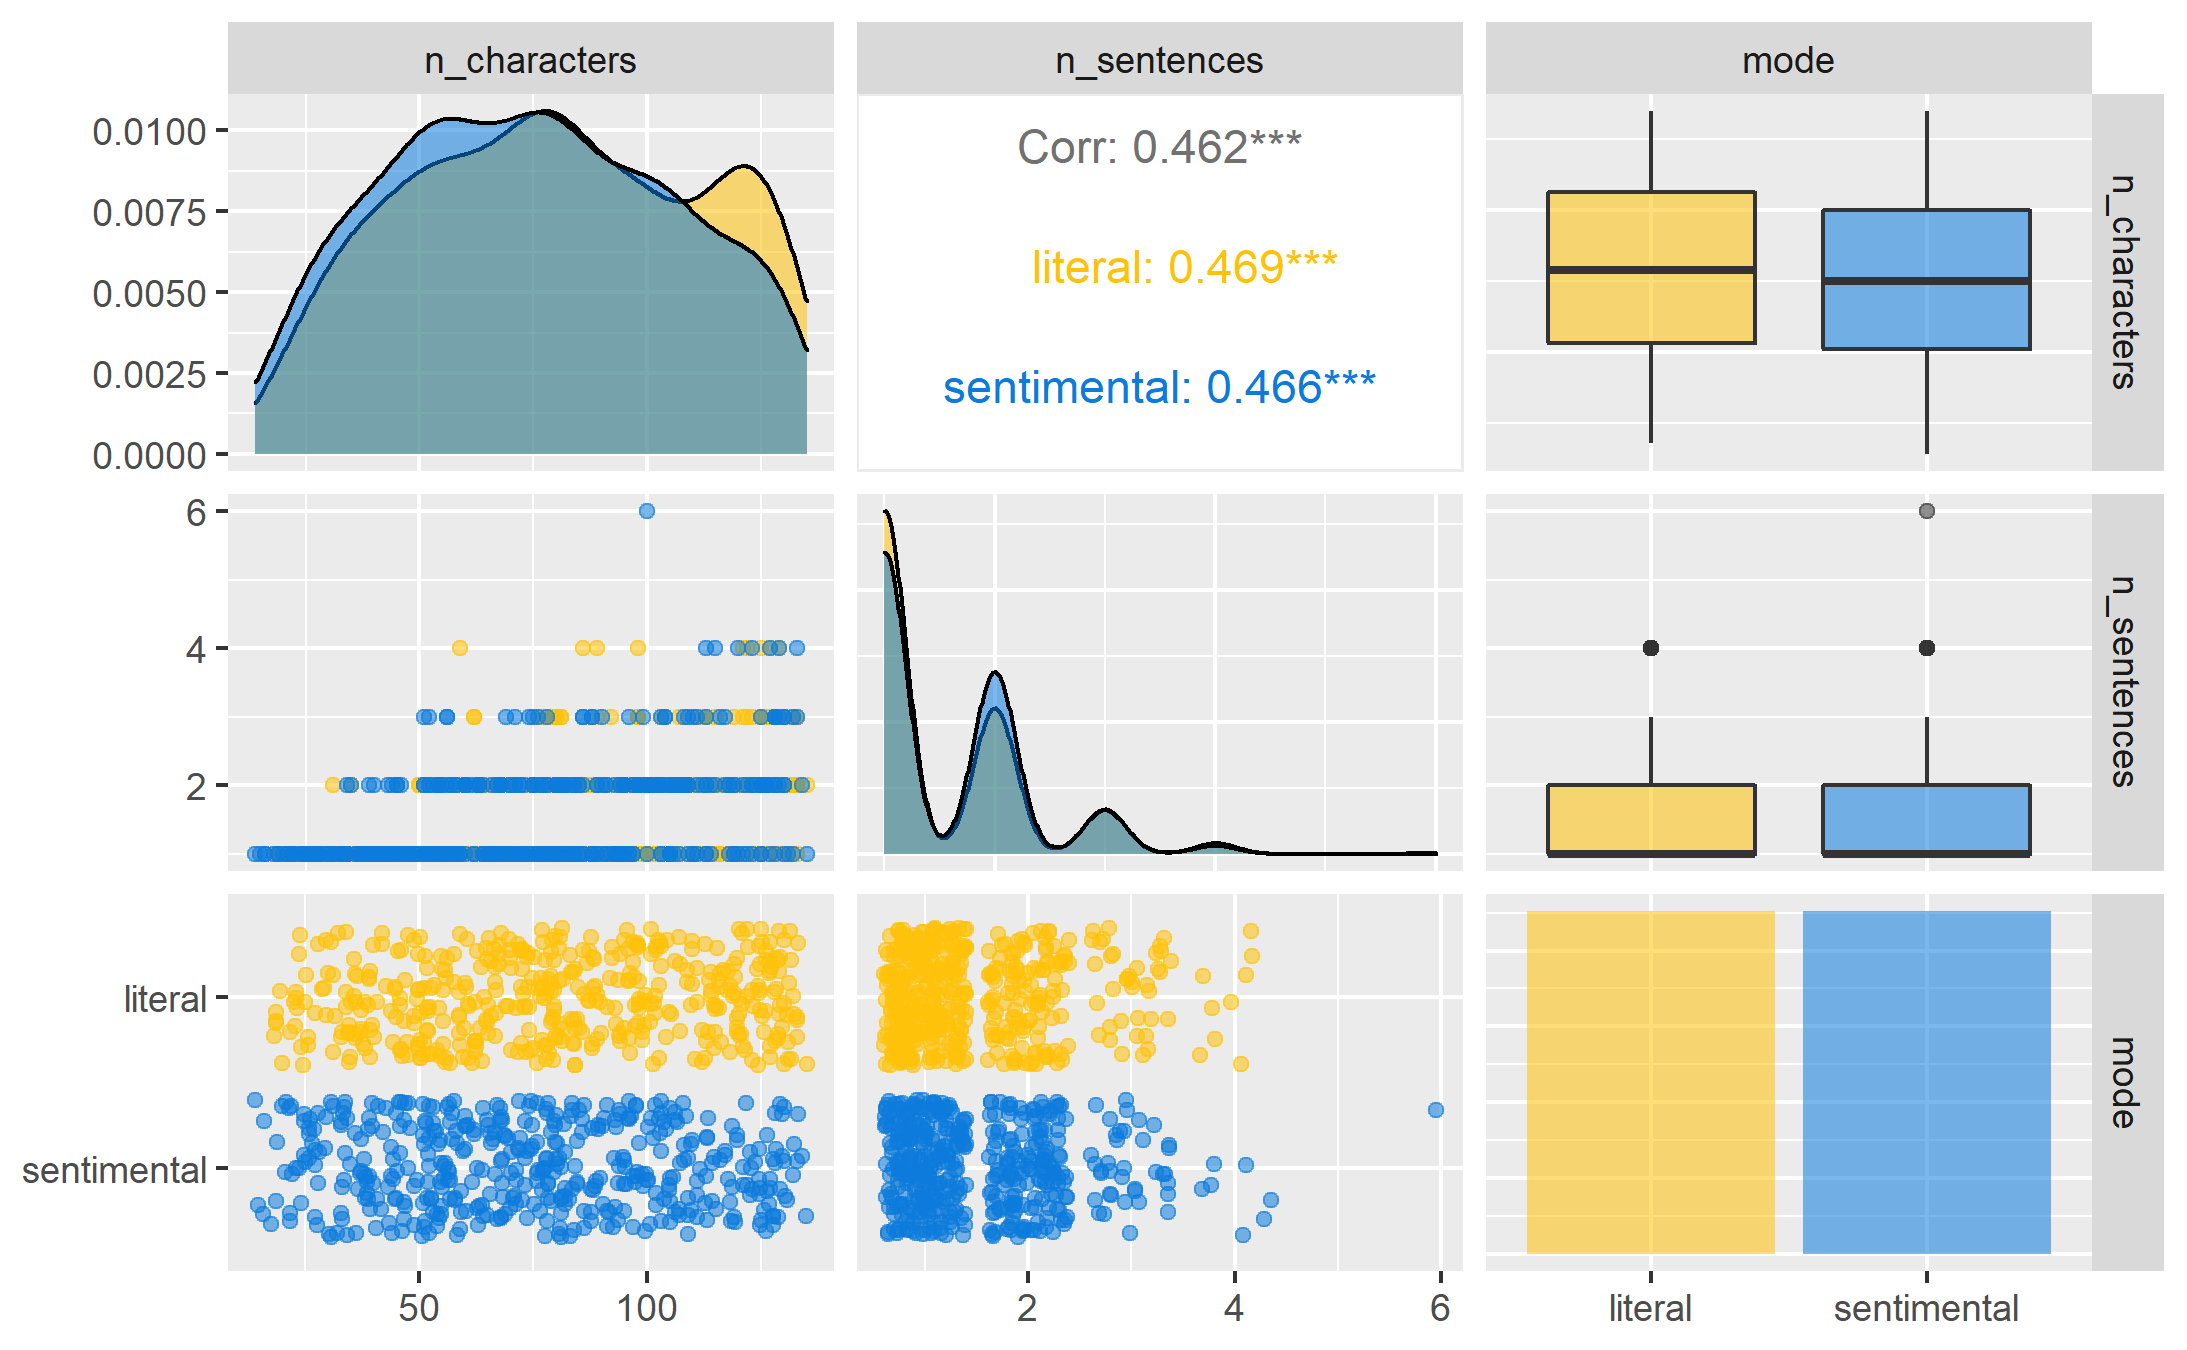 n_characters
n_sentences
mode
0.0100
0.0075
0.0050
0.0025
0.0000
Corr: 0.462***
literal: 0.469***
sentimental: 0.466***
n_characters
6
4
2
n_sentences
literal
sentimental
mode
50
100
2
4
6
literal
sentimental